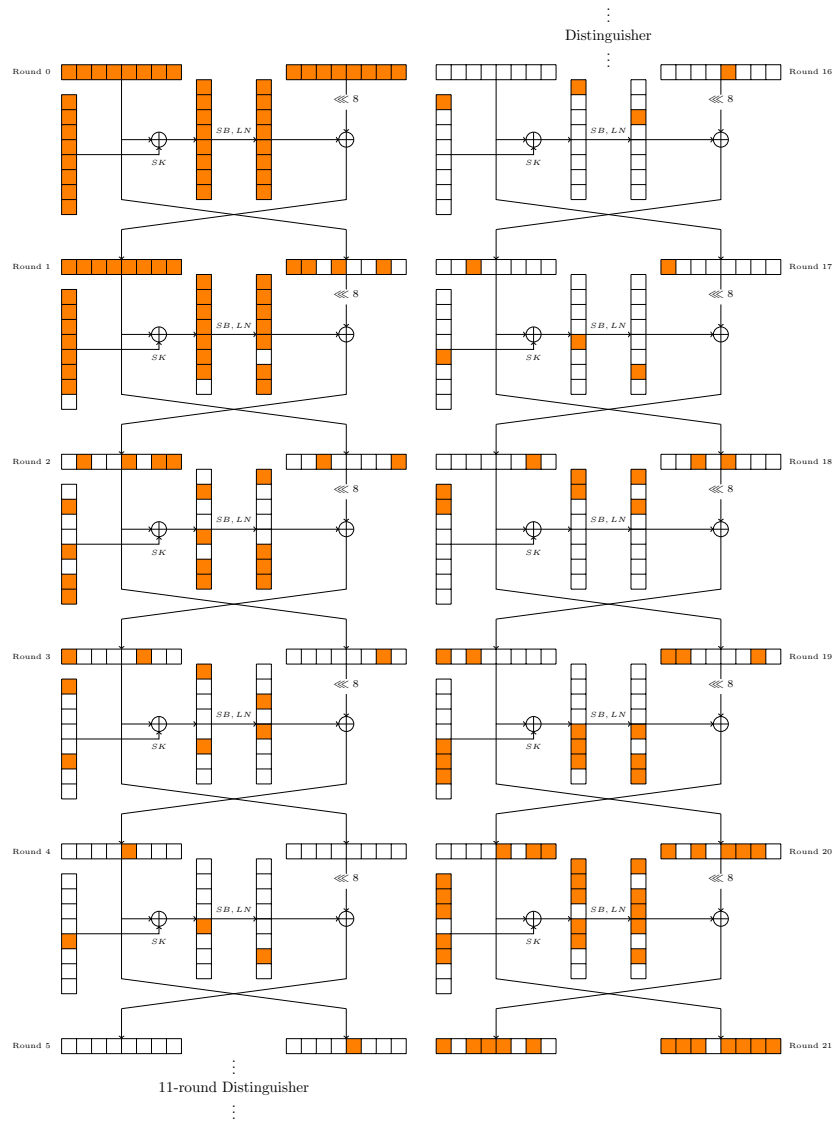 ⋮
Distinguisher
⋮
Round 0
⋘ 8
SB, LN
SK
Round 16
⋘ 8
SB, LN
SK
Round 1
⋘ 8
SB, LN
SK
Round 17
⋘ 8
SB, LN
SK
Round 2
⋘ 8
SB, LN
SK
Round 18
⋘ 8
SB, LN
SK
Round 3
⋘ 8
SB, LN
SK
Round 19
⋘ 8
SB, LN
SK
Round 4
⋘ 8
SB, LN
SK
Round 20
⋘ 8
SB, LN
SK
Round 5
Round 21
⋮
11-round Distinguisher
⋮